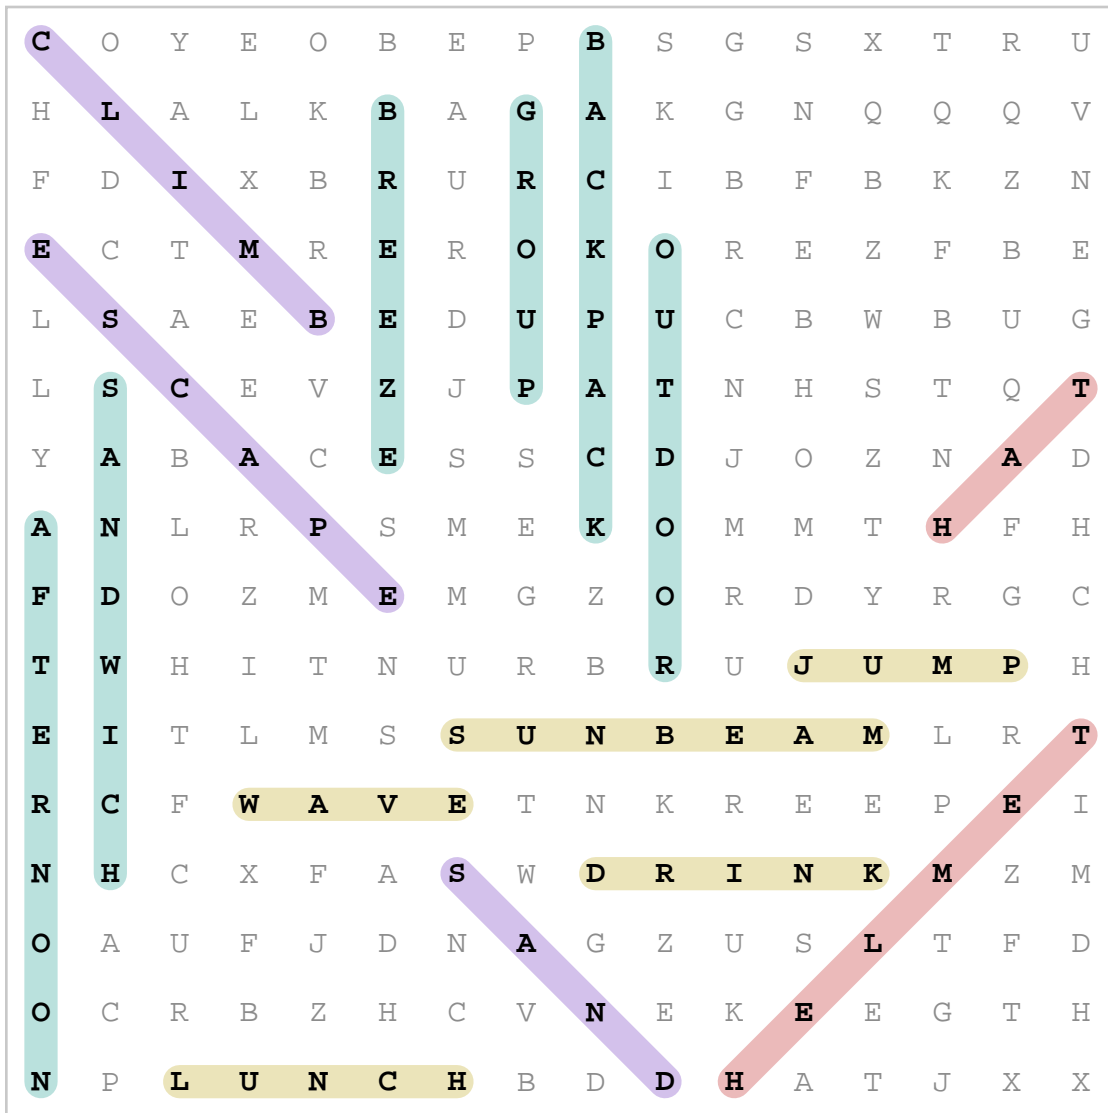 C O Y E O B E P B S G S X T R U
H L A L K B A G A K G N Q Q Q V
F D I X B R U R C I B F B K Z N
E C T M R E R O K O R E Z F B E
L S A E B E D U P U C B W B U G
L S C E V Z J P A T N H S T Q T
Y A B A C E S S C D J O Z N A D
A N L R P S M E K O M M T H F H
F D O Z M E M G Z O R D Y R G C
T W H I T N U R B R U J U M P H
E I T L M S S U N B E A M L R T
R C F W A V E T N K R E E P E I
N H C X F A S W D R I N K M Z M
O A U F J D N A G Z U S L T F D
O C R B Z H C V N E K E E G T H
N P L U N C H B D D H A T J X X